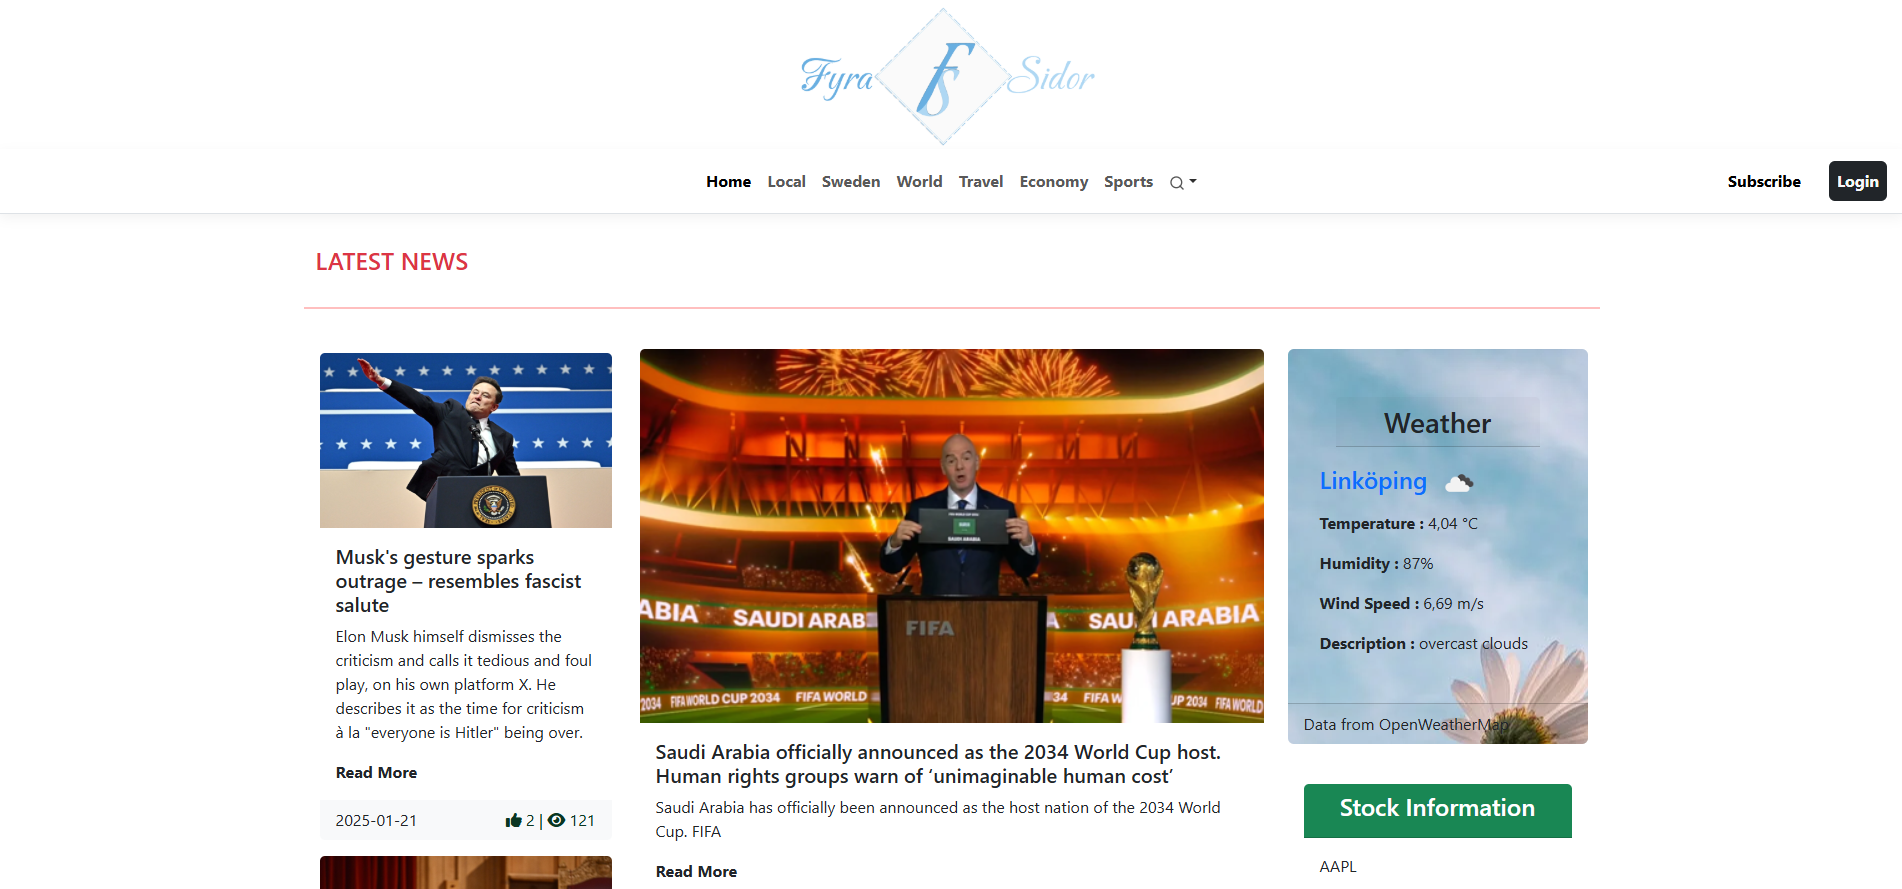 Fyra
FS
Sidor
Home Local Sweden World Travel Economy Sports
Subscribe
Login
LATEST NEWS
Musk's gesture sparks
outrage – resembles fascist
salute
Elon Musk himself dismisses the
criticism and calls it tedious and foul
play, on his own platform X. He
describes it as the time for criticism
à la "everyone is Hitler" being over.
Read More
2025-01-21 2 | 121
SAUDI ARABIA
FIFA
ABIA SAUDI ARAB A SAU I ARABIA
2034 FIFA WORLD CUP 2034 FIFA WORLD 34 FIFA W UP 2034 FIFA WORLD
Saudi Arabia officially announced as the 2034 World Cup host.
Human rights groups warn of ‘unimaginable human cost’
Saudi Arabia has officially been announced as the host nation of the 2034 World
Cup. FIFA
Read More
Weather
Linköping
Temperature : 4,04 °C
Humidity : 87%
Wind Speed : 6,69 m/s
Description : overcast clouds
Data from OpenWeatherMap
Stock Information
AAPL